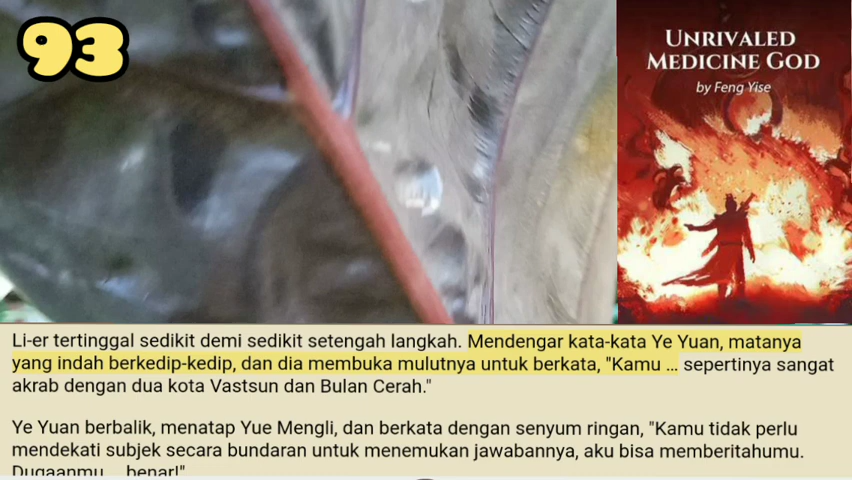 93
UNRIVALED
MEDICINE GOD
by Feng Yise
Li-er tertinggal sedikit demi sedikit setengah langkah. Mendengar kata-kata Ye Yuan, matanya
yang indah berkedip-kedip, dan dia membuka mulutnya untuk berkata, "Kamu ... sepertinya sangat
akrab dengan dua kota Vastsun dan Bulan Cerah."
Ye Yuan berbalik, menatap Yue Mengli, dan berkata dengan senyum ringan, "Kamu tidak perlu
mendekati subjek secara bundaran untuk menemukan jawabannya, aku bisa memberitahumu.
Dugaanmu ... benar!"